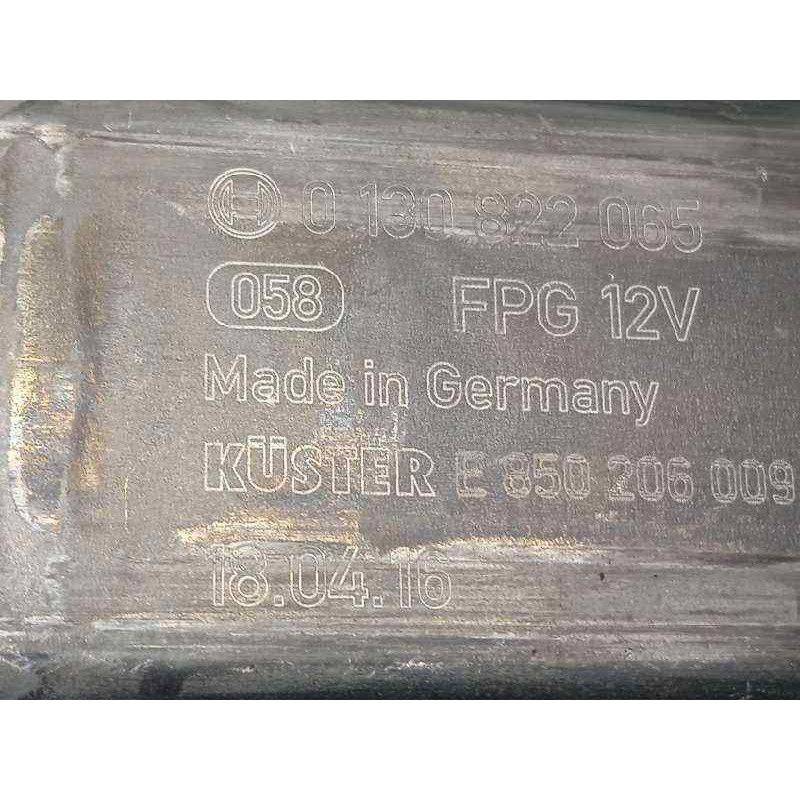 0 130 822 065
058 FPG 12V
Made in Germany
KÜSTER E 850 206 009
18.04.16